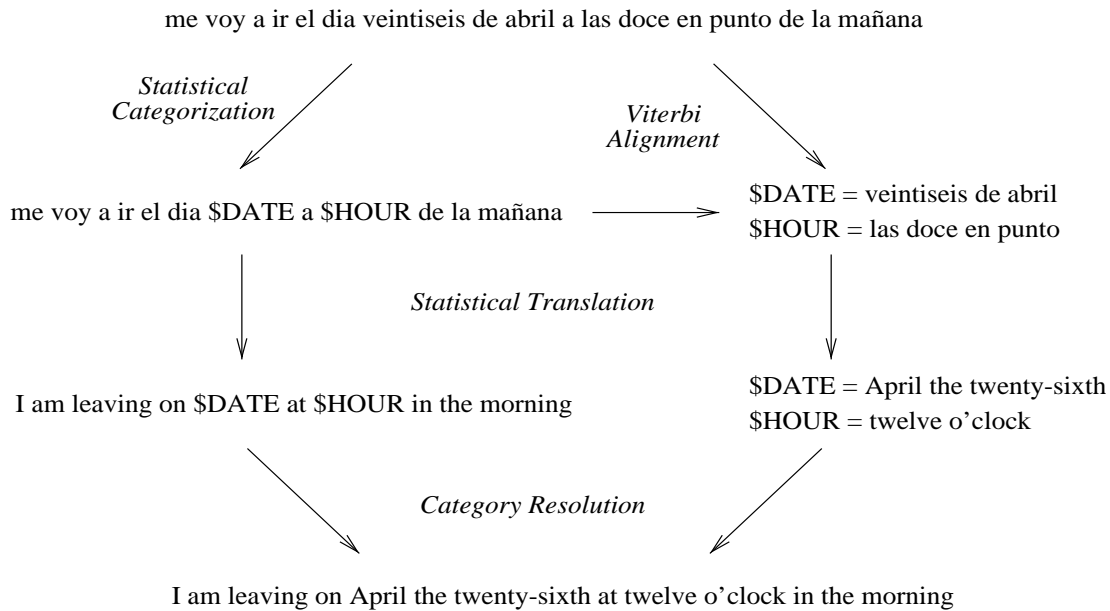 me voy a ir el dia veintiseis de abril a las doce en punto de la mañana
Statistical
Categorization
Viterbi
Alignment
me voy a ir el dia $DATE a $HOUR de la mañana
$DATE = veintiseis de abril
$HOUR = las doce en punto
Statistical Translation
I am leaving on $DATE at $HOUR in the morning
$DATE = April the twenty-sixth
$HOUR = twelve o'clock
Category Resolution
I am leaving on April the twenty-sixth at twelve o'clock in the morning